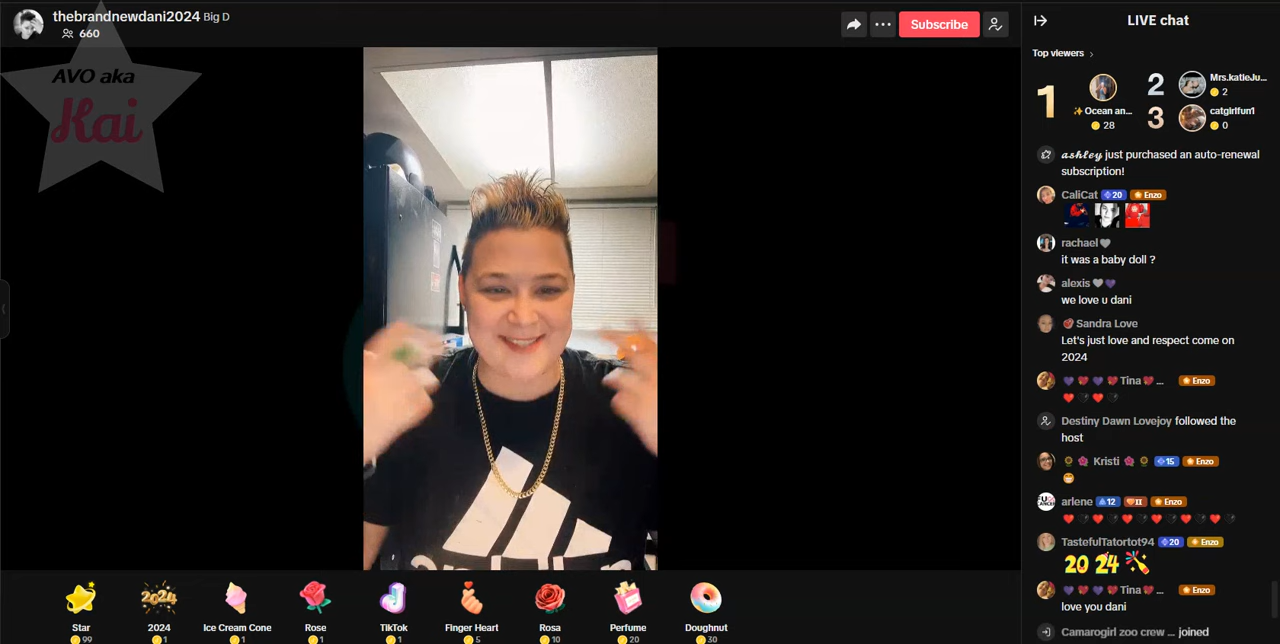 thebrandnewdani2024 Big D
660
Subscribe
LIVE chat
AVO aka
Kai
Top viewers
1
✨Ocean an...
28
2
Mrs.katieJu...
2
3
catgirlfun1
0
𝓪𝓼𝓱𝓵𝓮𝔂 just purchased an auto-renewal
subscription!
CaliCat 20 Enzo
rachael🩶
it was a baby doll ?
alexis 🤍💜
we love u dani
Sandra Love
Let's just love and respect come on
2024
💜💖💜💖Tina💖... Enzo
❤️🖤❤️🖤
Destiny Dawn Lovejoy followed the
host
🌻🌺 Kristi 🌺🌻 15 Enzo
😁
arlene 12 II Enzo
TastefulTatortot94 20 Enzo
2024
💜💖💜💖Tina💖... Enzo
love you dani
Camarogirl zoo crew ... joined
Star
99
2024
1
Ice Cream Cone
1
Rose
1
TikTok
1
Finger Heart
5
Rosa
10
Perfume
20
Doughnut
30